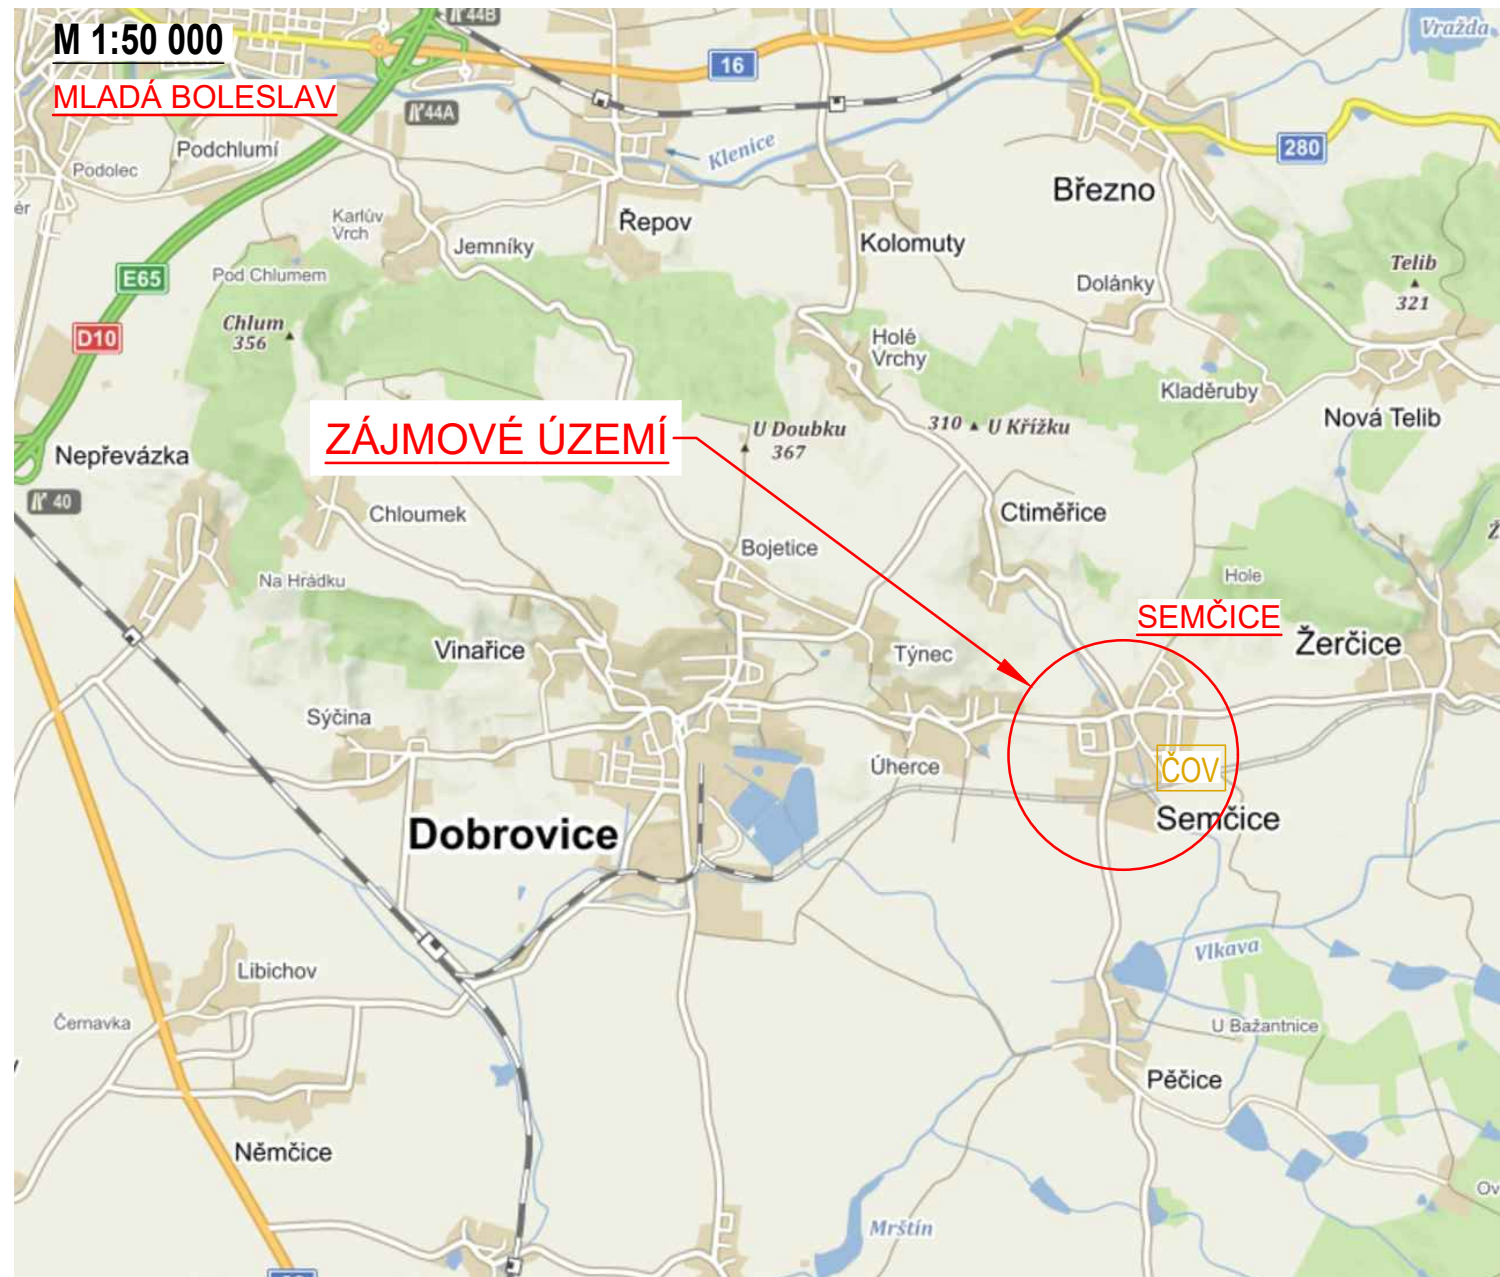 M 1:50 000
MLADÁ BOLESLAV
44B
16
Vražda
44A
Podchlumí
Podolec
Klenice
280
Březno
Karlův
Vrch
Jemníky
Řepov
Kolomuty
Telib
321
E65
Pod Chlumem
Dolánky
D10
Chlum
356
Holé
Vrchy
Kladěruby
Nová Telib
ZÁJMOVÉ ÚZEMÍ
U Doubku
367
310
U Křížku
Nepřevázka
40
Chloumek
Ctiměřice
Bojetice
Na Hrádku
Hole
SEMČICE
Vinařice
Týnec
Žerčice
Sýčina
Úherce
ČOV
Semčice
Dobrovice
Vlkava
Libichov
Černavka
U Bažantnice
Pěčice
Němčice
Ov
Mrštín